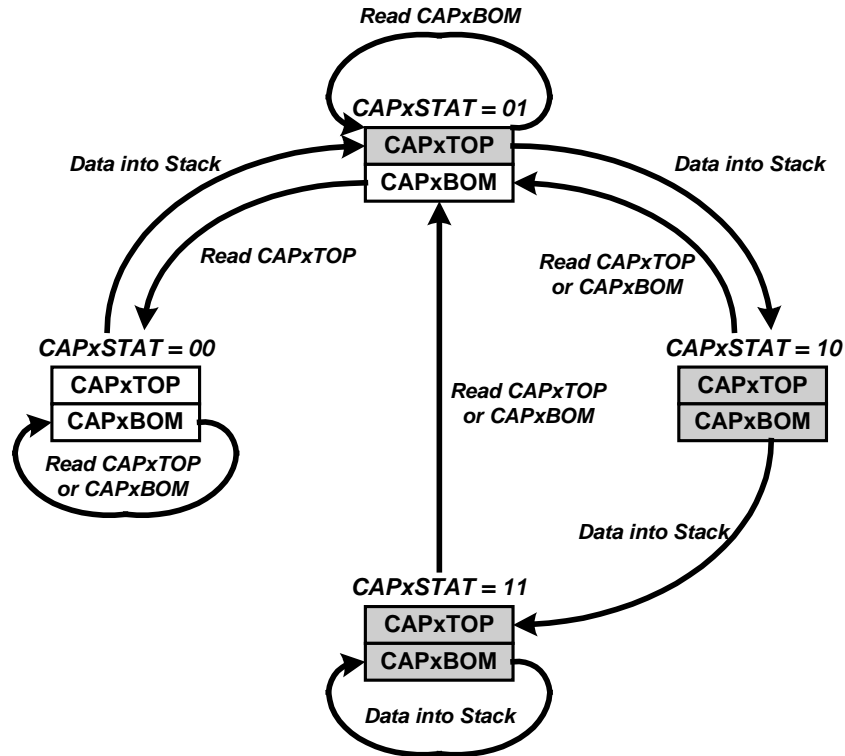 Read CAPxBOM
CAPxSTAT = 01
CAPxTOP
CAPxBOM
Data into Stack
Data into Stack
Read CAPxTOP
Read CAPxTOP
or CAPxBOM
CAPxSTAT = 00
CAPxTOP
CAPxBOM
Read CAPxTOP
or CAPxBOM
CAPxSTAT = 10
CAPxTOP
CAPxBOM
Read CAPxTOP
or CAPxBOM
Data into Stack
CAPxSTAT = 11
CAPxTOP
CAPxBOM
Data into Stack